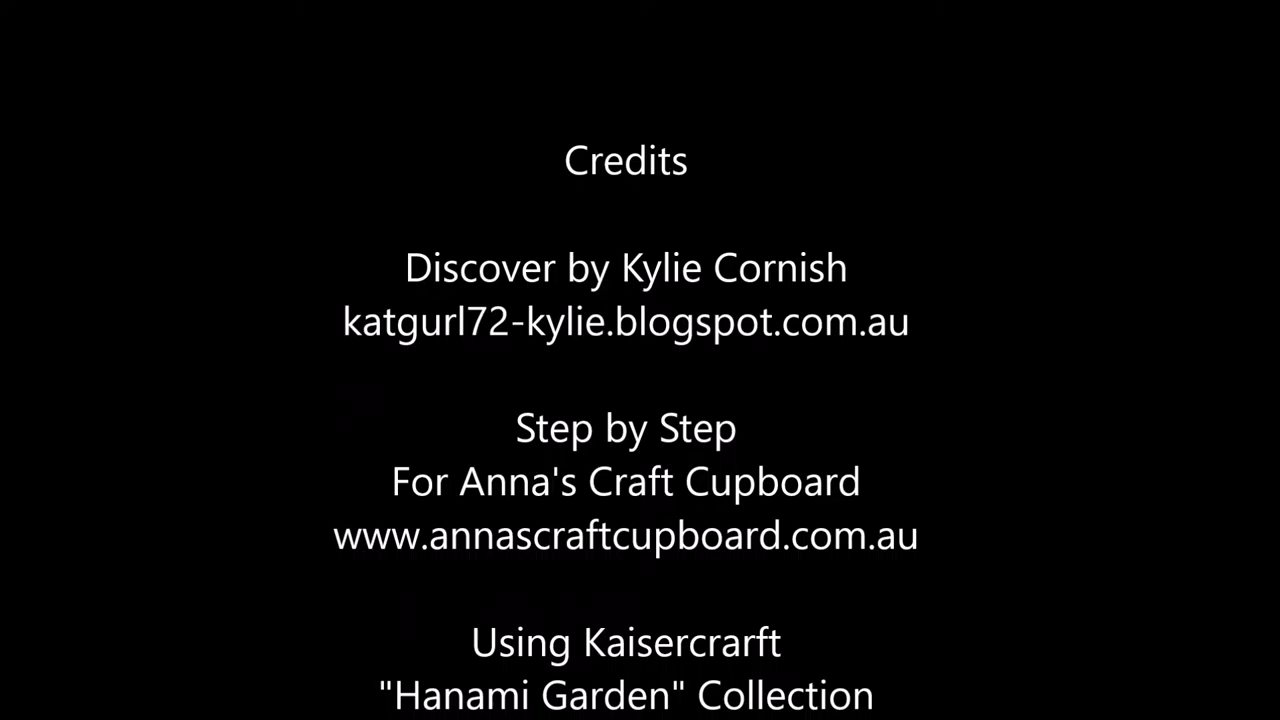 Credits
Discover by Kylie Cornish
katgurl72-kylie.blogspot.com.au
Step by Step
For Anna's Craft Cupboard
www.annascraftcupboard.com.au
Using Kaisercrarft
"Hanami Garden" Collection